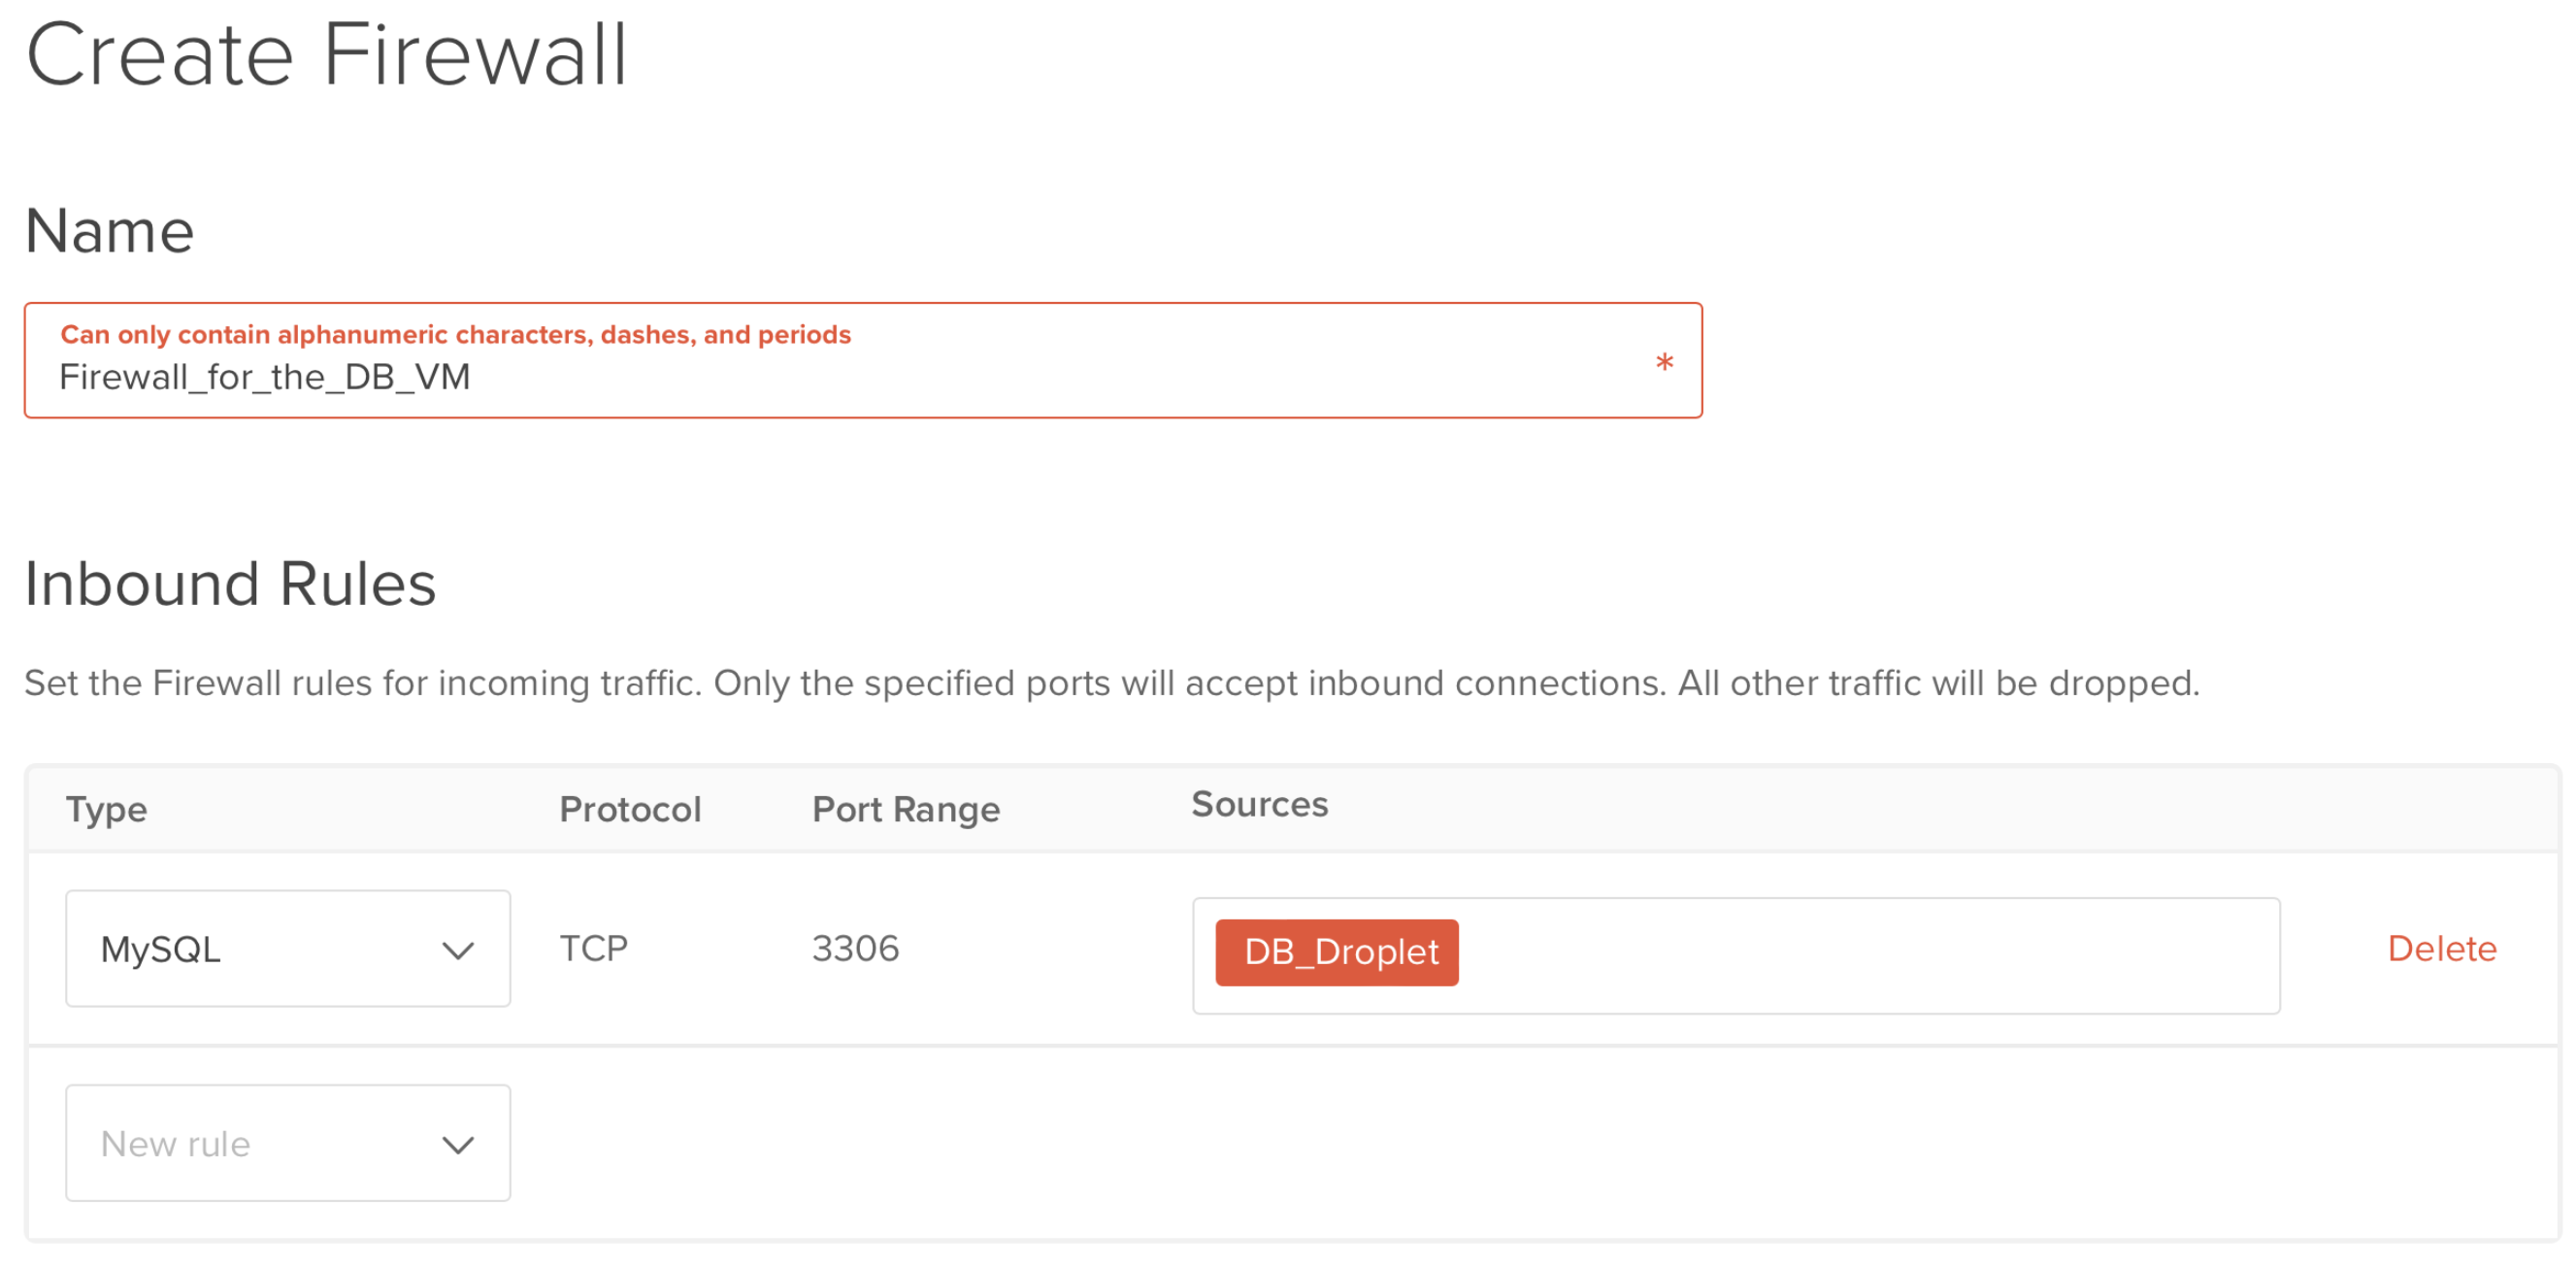 Create Firewall
Name
Can only contain alphanumeric characters, dashes, and periods
Firewall_for_the_DB_VM
*
Inbound Rules
Set the Firewall rules for incoming traffic. Only the specified ports will accept inbound connections. All other traffic will be dropped.
Type Protocol Port Range Sources
MySQL TCP 3306 DB_Droplet Delete
New rule